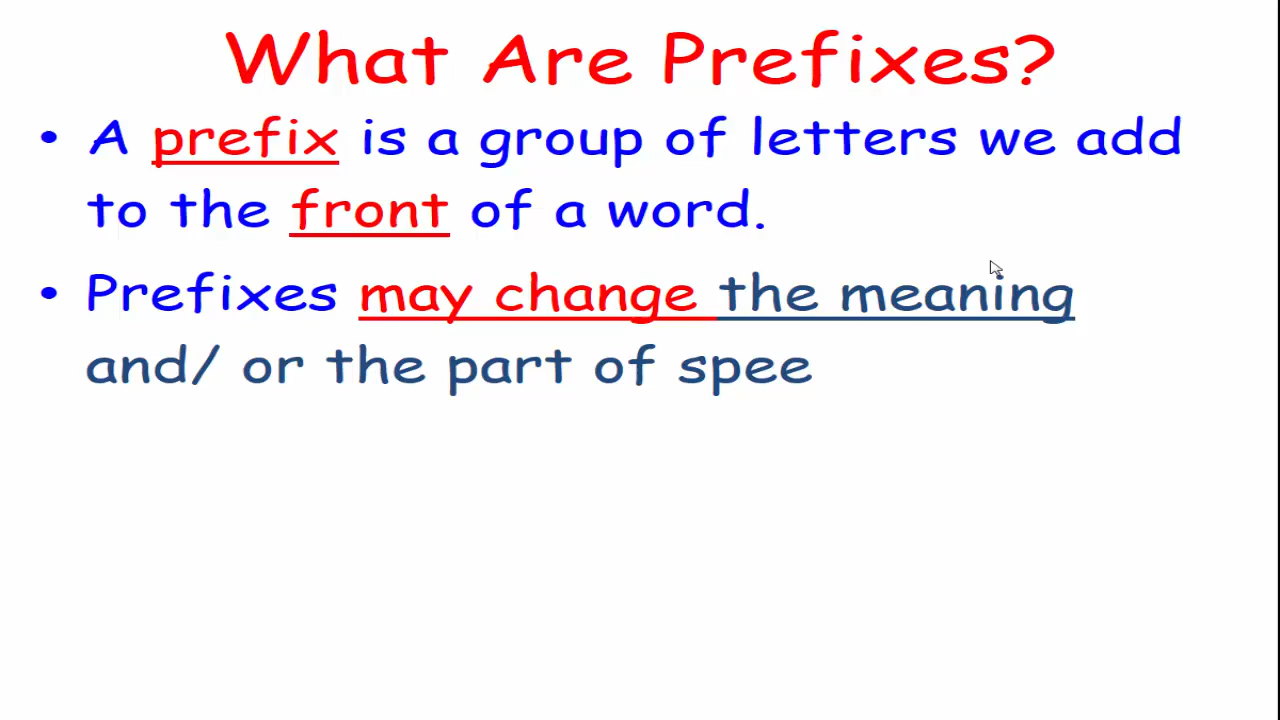 What Are Prefixes?
• A prefix is a group of letters we add
to the front of a word.
• Prefixes may change the meaning
and/ or the part of spee